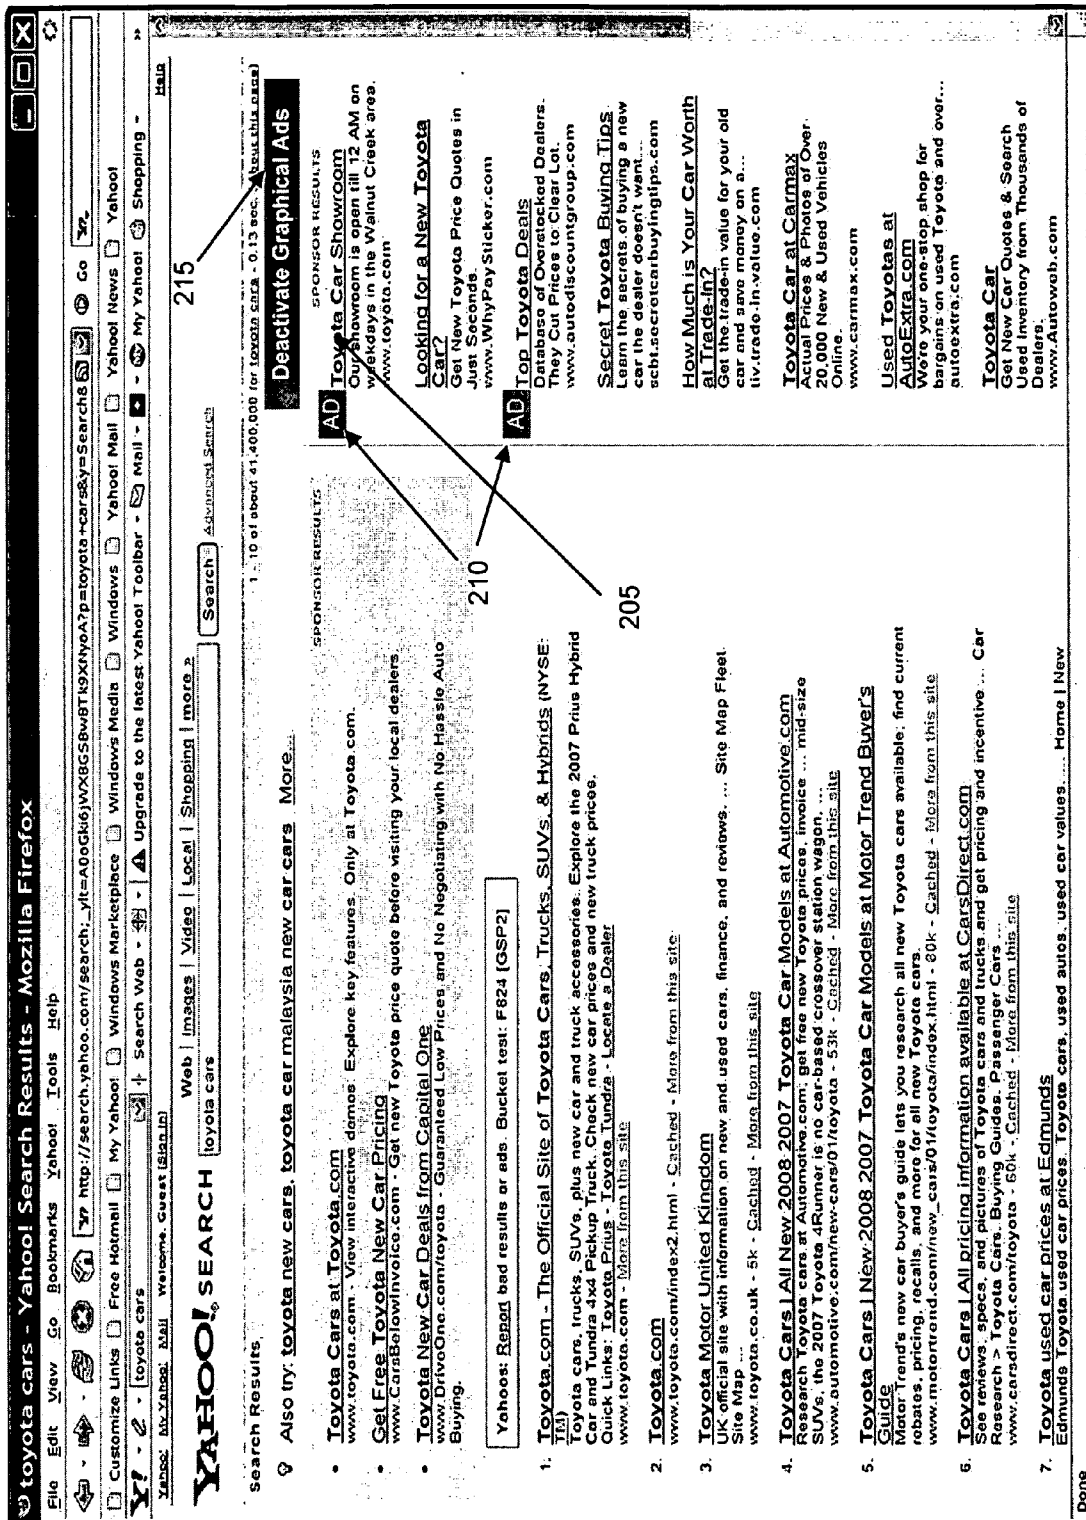 toyota cars - Yahoo! Search Results - Mozilla Firefox
File Edit View Go Bookmarks Yahoo! Tools Help
http://search.yahoo.com/search;_ylt=A0oGki6jWX8GSBwBTk9XNyoA?p=toyota+cars&y=Search&
Go
Customize Links Free Hotmail My Yahoo! Windows Marketplace Windows Media Windows Yahoo! Mail Yahoo! News Yahoo!
Y! toyota cars Search Web Upgrade to the latest Yahoo! Toolbar Mail My Yahoo! Shopping
Yahoo! My Yahoo! Mail Welcome, Guest [Sign In] Help
Web | Images | Video | Local | Shopping | more »
YAHOO! SEARCH toyota cars Search Advanced Search
215
search Results 1 - 10 of about 41,400,000 for toyota cars - 0.13 sec. (About this page)
Also try: toyota new cars, toyota car malaysia new car cars More...
Deactivate Graphical Ads
SPONSOR RESULTS
• Toyota Cars at Toyota.com
www.toyota.com - View interactive demos. Explore key features. Only at Toyota.com.
• Get Free Toyota New Car Pricing
www.CarsBelowInvoice.com - Get new Toyota price quote before visiting your local dealers.
• Toyota New Car Deals from Capital One
www.DriveOne.com/toyota - Guaranteed Low Prices and No Negotiating with No Hassle Auto
Buying.
Yahoos: Report bad results or ads. Bucket test: F824 [GSP2]
1. Toyota.com - The Official Site of Toyota Cars, Trucks, SUVs, & Hybrids (NYSE:
TM)
Toyota cars, trucks, SUVs, plus new car and truck accessories. Explore the 2007 Prius Hybrid
Car and Tundra 4x4 Pickup Truck. Check new car prices and new truck prices.
Quick Links: Toyota Prius - Toyota Tundra - Locate a Dealer
www.toyota.com - More from this site
2. Toyota.com
www.toyota.com/index2.html - Cached - More from this site
3. Toyota Motor United Kingdom
UK official site with information on new and used cars, finance, and reviews. ... Site Map Fleet.
Site Map ...
www.toyota.co.uk - 5k - Cached - More from this site
4. Toyota Cars | All New 2008 2007 Toyota Car Models at Automotive.com
Research Toyota cars at Automotive.com; get free new Toyota prices, invoice ... mid-size
SUVs, the 2007 Toyota 4Runner is no car-based crossover station wagon. ...
www.automotive.com/new-cars/01/toyota - 53k - Cached - More from this site
5. Toyota Cars | New 2008 2007 Toyota Car Models at Motor Trend Buyer's
Guide
Motor Trend's new car buyer's guide lets you research all new Toyota cars available; find current
rebates, pricing, recalls, and more for all new Toyota cars.
www.motortrend.com/new_cars/01/toyota/index.html - 80k - Cached - More from this site
6. Toyota Cars | All pricing information available at CarsDirect.com
See reviews, specs, and pictures of Toyota cars and trucks and get pricing and incentive ... Car
Research > Toyota Cars. Buying Guides. Passenger Cars ...
www.carsdirect.com/toyota - 60k - Cached - More from this site
7. Toyota used car prices at Edmunds
Edmunds Toyota used car prices, Toyota cars, used autos, used car values. ... Home | New
210
205
SPONSOR RESULTS
AD
Toyota Car Showroom
Our showroom is open till 12 AM on
weekdays in the Walnut Creek area.
www.toyota.com
Looking for a New Toyota
Car?
Get New Toyota Price Quotes in
Just Seconds.
www.WhyPaySticker.com
AD
Top Toyota Deals
Database of Overstocked Dealers.
They Cut Prices to Clear Lot.
www.autodiscountgroup.com
Secret Toyota Buying Tips
Learn the secrets of buying a new
car the dealer doesn't want...
scbt.secretcarbuyingtips.com
How Much is Your Car Worth
at Trade-In?
Get the trade-in value for your old
car and save money on a...
tiv.trade-in-value.com
Toyota Car at Carmax
Actual Prices & Photos of Over
20,000 New & Used Vehicles
Online.
www.carmax.com
Used Toyotas at
AutoExtra.com
We're your one-stop shop for
bargains on used Toyota and over...
autoextra.com
Toyota Car
Get New Car Quotes & Search
Used Inventory from Thousands of
Dealers.
www.Autoweb.com
Done